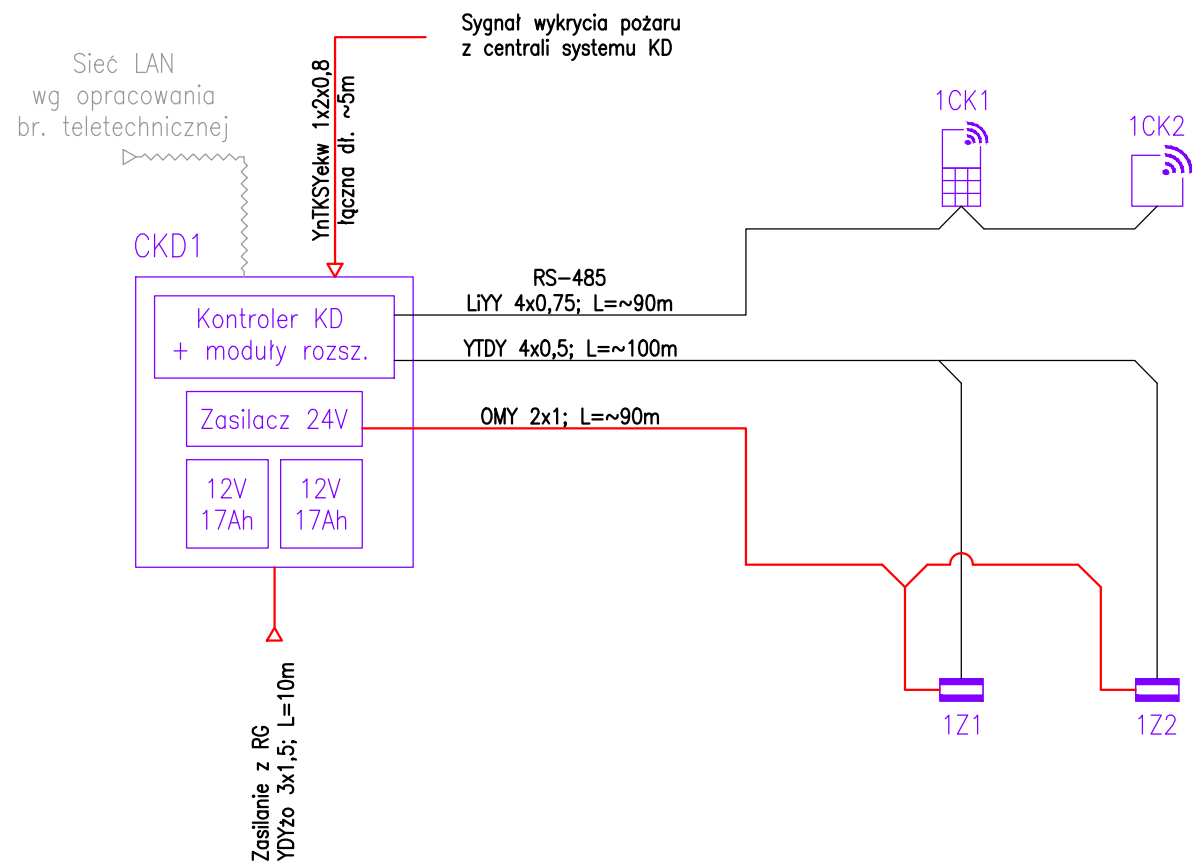 Sygnał wykrycia pożaru
z centrali systemu KD
Sieć LAN
wg opracowania
br. teletechnicznej
YnTKSYekw 1x2x0,8
łączna dł. ~5m
1CK1
1CK2
CKD1
RS-485
LiYY 4x0,75; L=~90m
Kontroler KD
+ moduły rozsz.
YTDY 4x0,5; L=~100m
Zasilacz 24V
OMY 2x1; L=~90m
12V
17Ah
12V
17Ah
Zasilanie z RG
YDYżo 3x1,5; L=10m
1Z1
1Z2